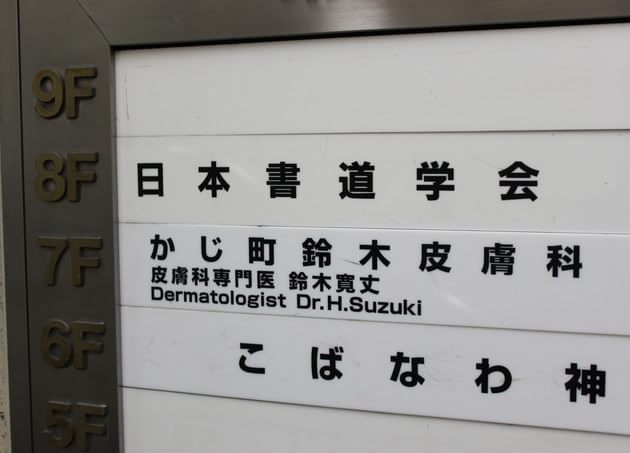 9F
8F 日本書道学会
7F かじ町鈴木皮膚科
皮膚科専門医 鈴木寛丈
Dermatologist Dr.H.Suzuki
6F こばなわ神
5F